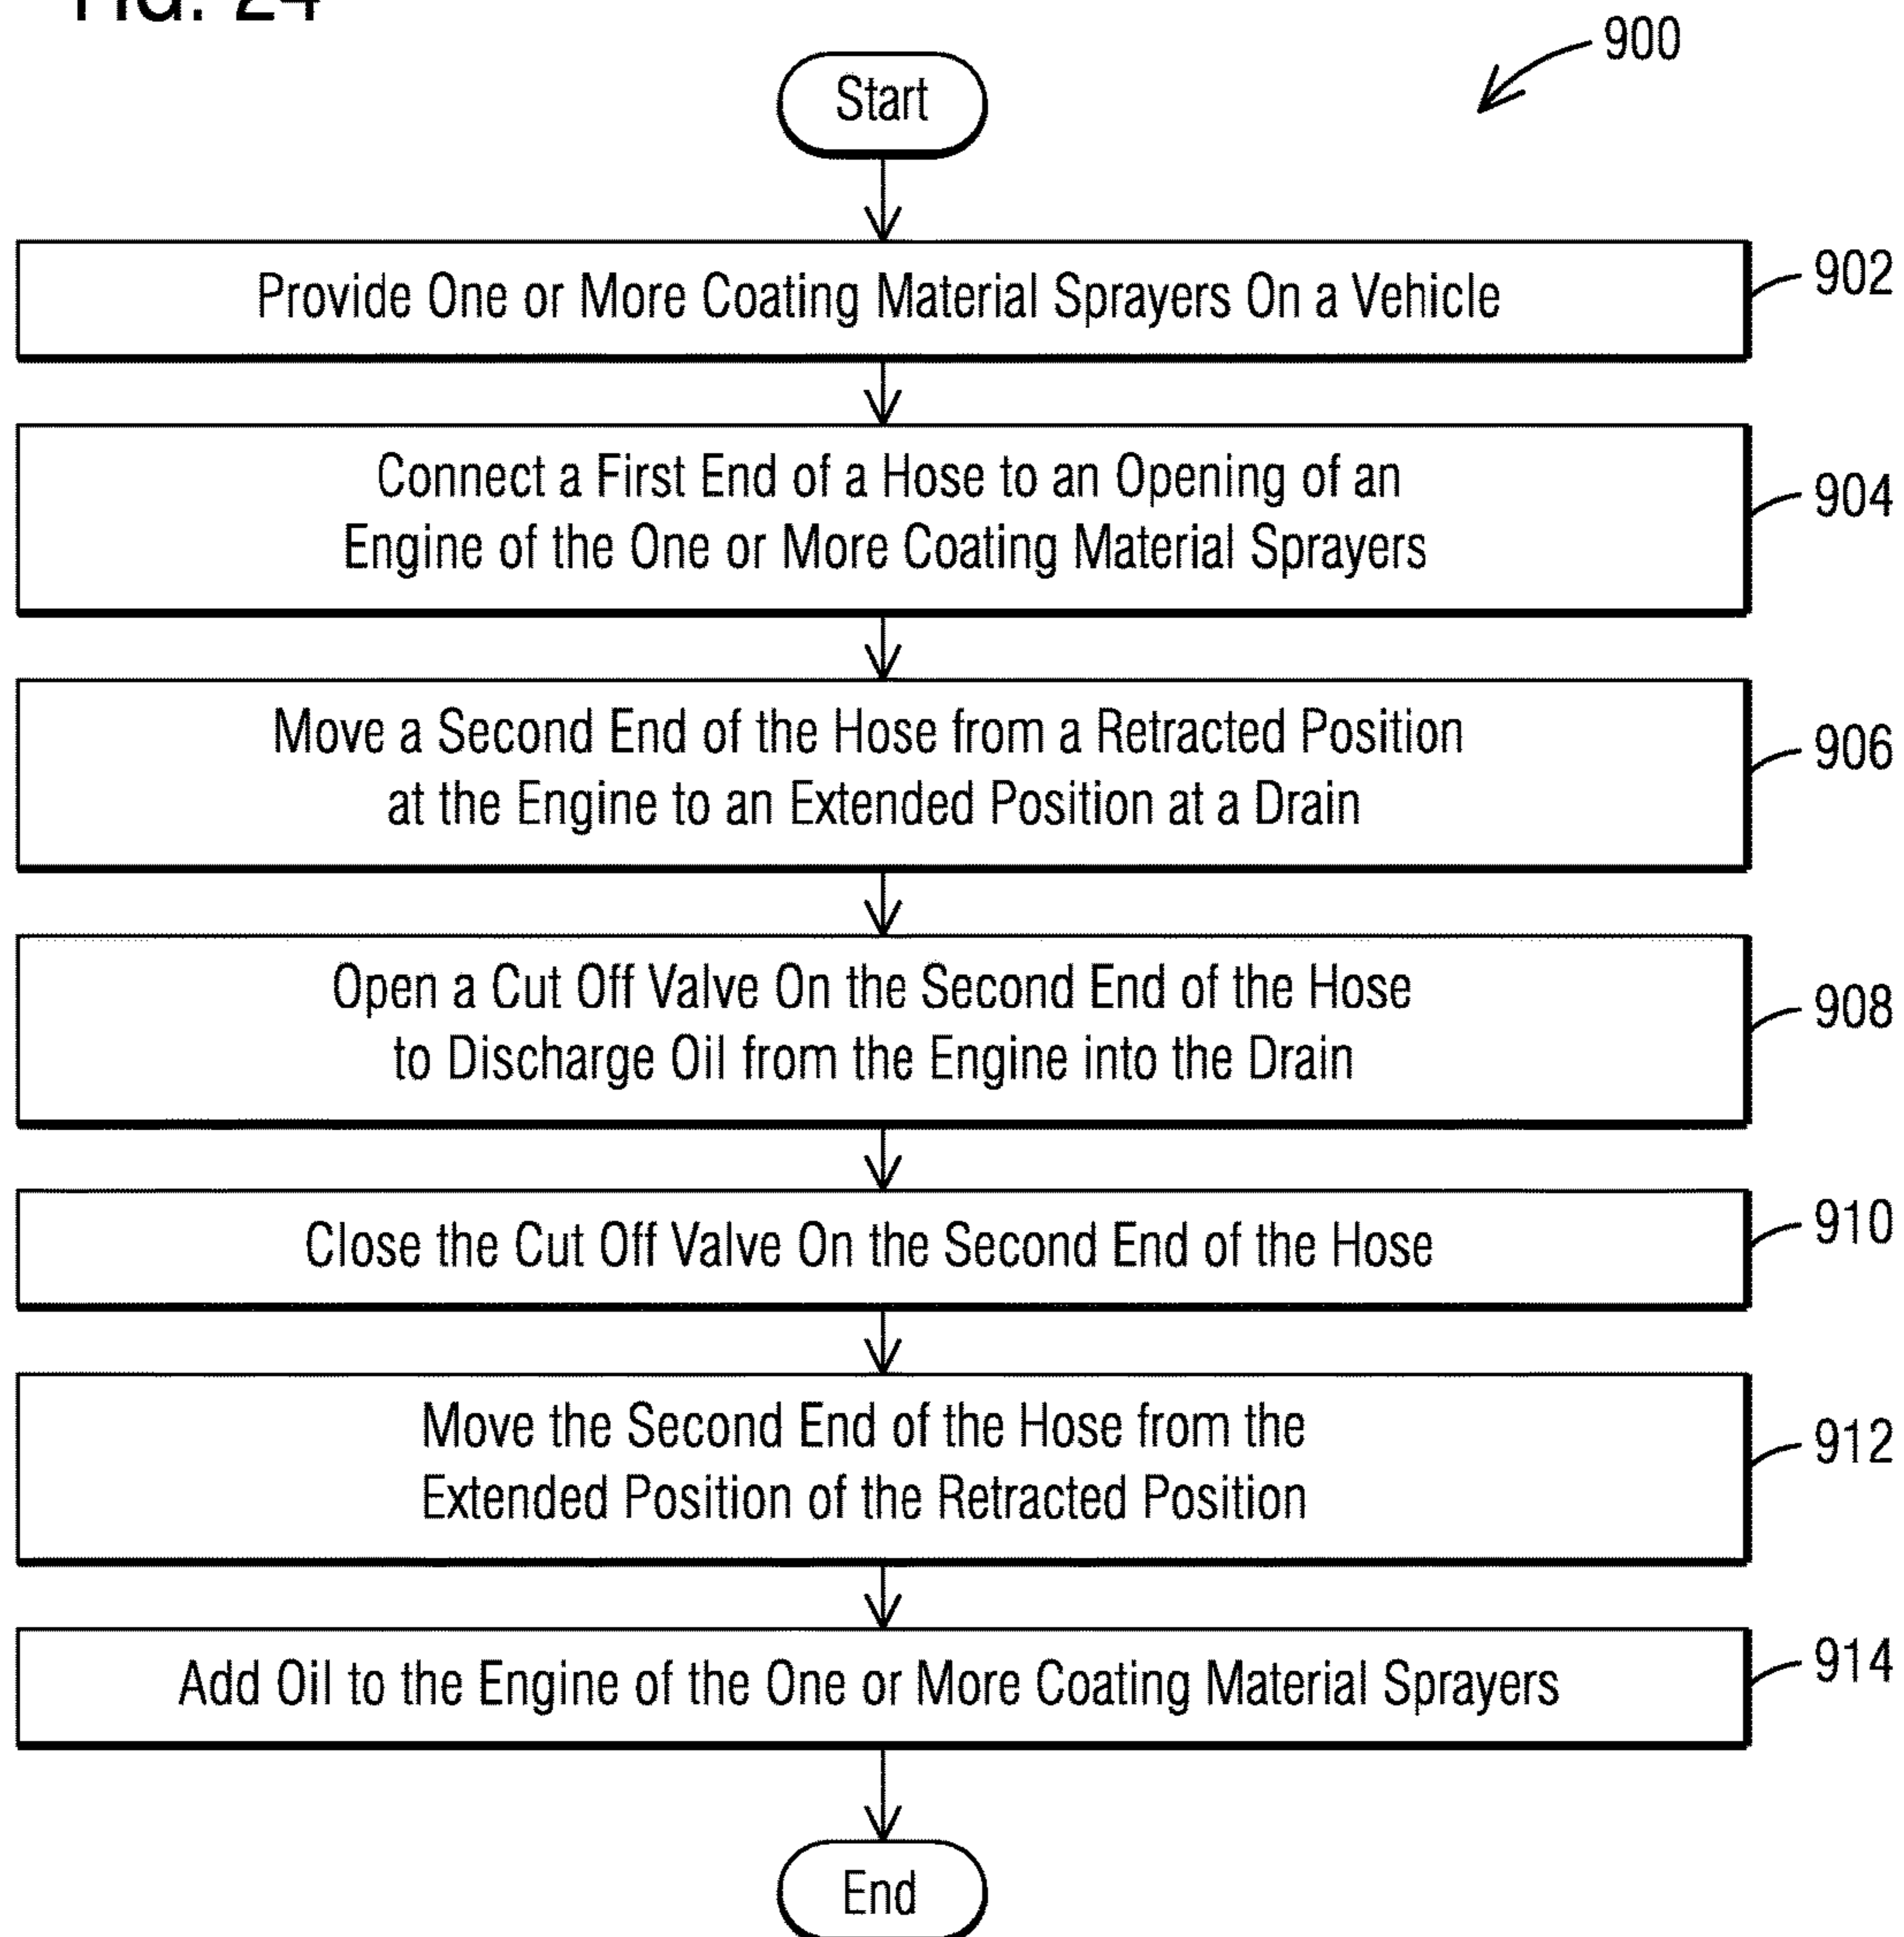 FIG. 24
900
Start
Provide One or More Coating Material Sprayers On a Vehicle
902
Connect a First End of a Hose to an Opening of an
Engine of the One or More Coating Material Sprayers
904
Move a Second End of the Hose from a Retracted Position
at the Engine to an Extended Position at a Drain
906
Open a Cut Off Valve On the Second End of the Hose
to Discharge Oil from the Engine into the Drain
908
Close the Cut Off Valve On the Second End of the Hose
910
Move the Second End of the Hose from the
Extended Position of the Retracted Position
912
Add Oil to the Engine of the One or More Coating Material Sprayers
914
End